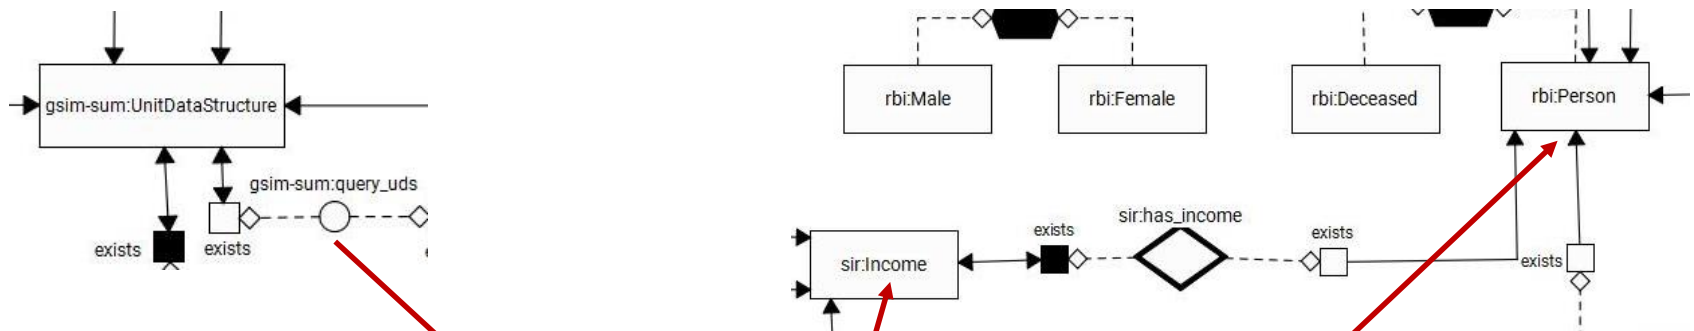 gsim-sum:UnitDataStructure
gsim-sum:query_uds
exists
exists
rbi:Male
rbi:Female
rbi:Deceased
rbi:Person
sir:has_income
exists
exists
sir:Income
exists